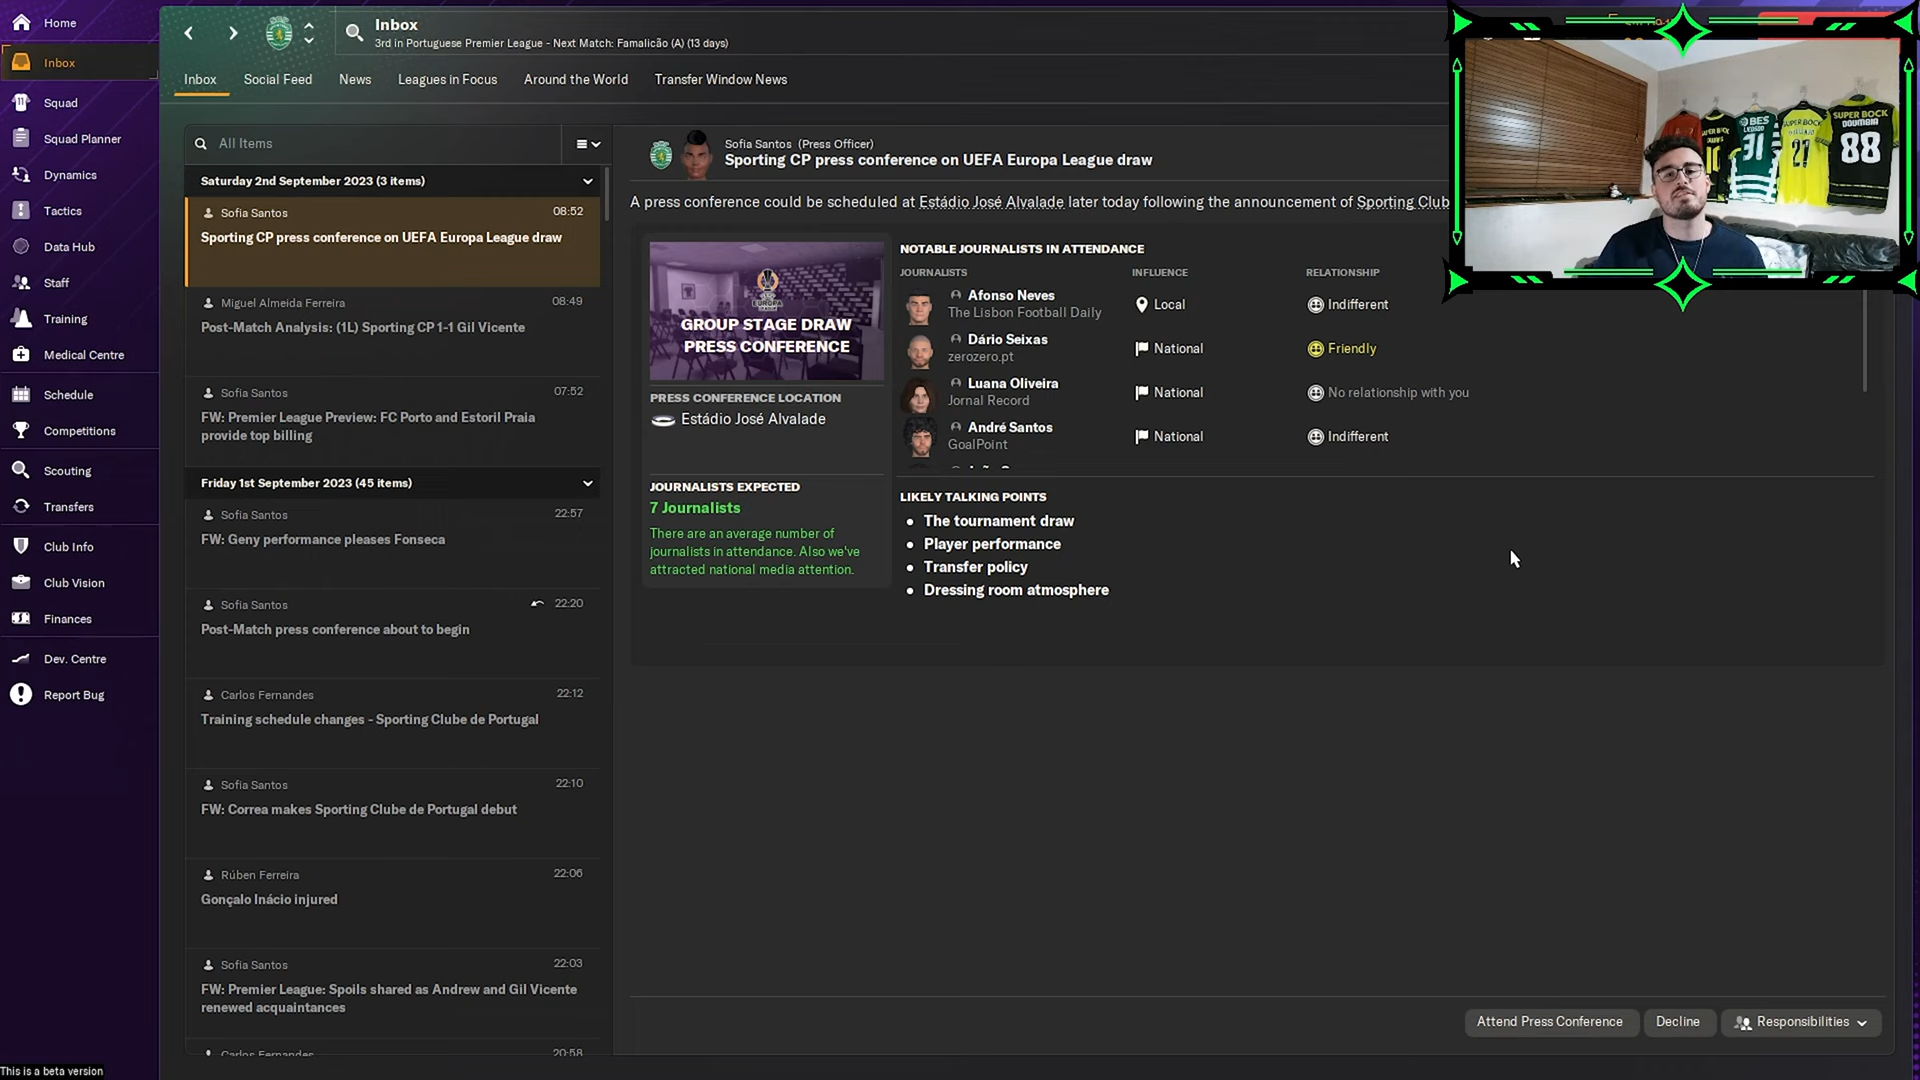 Home
Inbox
Squad
Squad Planner
Dynamics
Tactics
Data Hub
Staff
Training
Medical Centre
Schedule
Competitions
Scouting
Transfers
Club Info
Club Vision
Finances
Dev. Centre
Report Bug
This is a beta version
Inbox
3rd in Portuguese Premier League - Next Match: Famalicão (A) (13 days)
Inbox Social Feed News Leagues in Focus Around the World Transfer Window News
All Items
Saturday 2nd September 2023 (3 items)
Sofia Santos 08:52
Sporting CP press conference on UEFA Europa League draw
Miguel Almeida Ferreira 08:49
Post-Match Analysis: (1L) Sporting CP 1-1 Gil Vicente
Sofia Santos 07:52
FW: Premier League Preview: FC Porto and Estoril Praia
provide top billing
Friday 1st September 2023 (45 items)
Sofia Santos 22:57
FW: Geny performance pleases Fonseca
Sofia Santos 22:20
Post-Match press conference about to begin
Carlos Fernandes 22:12
Training schedule changes - Sporting Clube de Portugal
Sofia Santos 22:10
FW: Correa makes Sporting Clube de Portugal debut
Rúben Ferreira 22:06
Gonçalo Inácio injured
Sofia Santos 22:03
FW: Premier League: Spoils shared as Andrew and Gil Vicente
renewed acquaintances
Carlos Fernandes 20:58
Sofia Santos (Press Officer)
Sporting CP press conference on UEFA Europa League draw
A press conference could be scheduled at Estádio José Alvalade later today following the announcement of Sporting Club
EUROPA
GROUP STAGE DRAW
PRESS CONFERENCE
PRESS CONFERENCE LOCATION
Estádio José Alvalade
JOURNALISTS EXPECTED
7 Journalists
There are an average number of
journalists in attendance. Also we've
attracted national media attention.
NOTABLE JOURNALISTS IN ATTENDANCE
JOURNALISTS INFLUENCE RELATIONSHIP
Afonso Neves
The Lisbon Football Daily
Local Indifferent
Dário Seixas
zerozero.pt
National Friendly
Luana Oliveira
Jornal Record
National No relationship with you
André Santos
GoalPoint
National Indifferent
LIKELY TALKING POINTS
The tournament draw
Player performance
Transfer policy
Dressing room atmosphere
Attend Press Conference Decline Responsibilities
BES
31
SUPER BOCK
27
SUPER BOCK
DOUMBIA
88